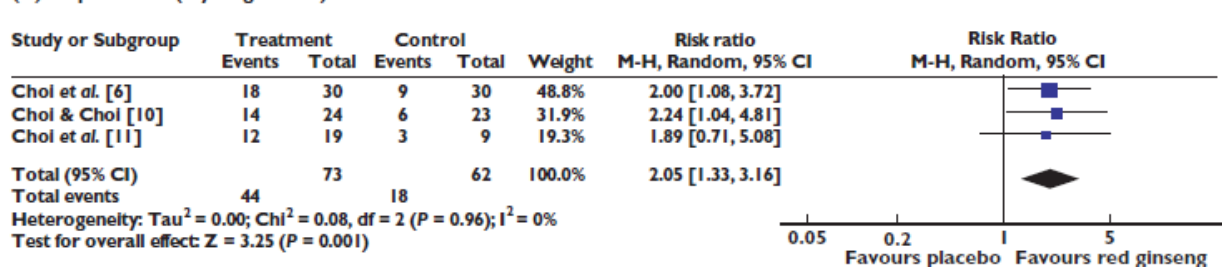 Study or Subgroup Treatment Control Risk ratio Risk Ratio
Events Total Events Total Weight M-H, Random, 95% CI M-H, Random, 95% CI
Choi et al. [6] 18 30 9 30 48.8% 2.00 [1.08, 3.72]
Choi & Choi [10] 14 24 6 23 31.9% 2.24 [1.04, 4.81]
Choi et al. [11] 12 19 3 9 19.3% 1.89 [0.71, 5.08]
Total (95% CI) 73 62 100.0% 2.05 [1.33, 3.16]
Total events 44 18
Heterogeneity: Tau² = 0.00; Chi² = 0.08, df = 2 (P = 0.96); I² = 0%
Test for overall effect: Z = 3.25 (P = 0.001)
0.05 0.2 1 5
Favours placebo Favours red ginseng